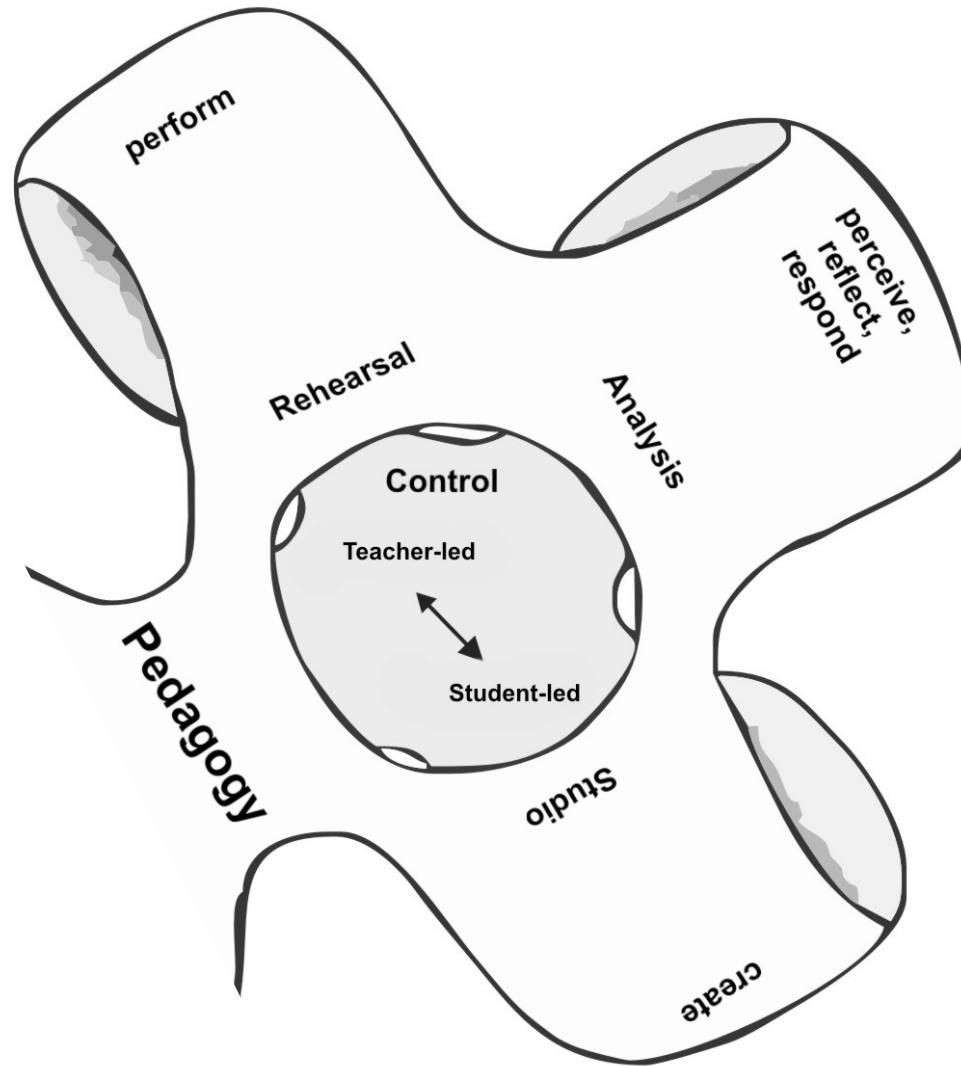 perform
perceive,
reflect,
respond
Rehearsal
Analysis
Control
Teacher-led
Student-led
Pedagogy
Studio
create